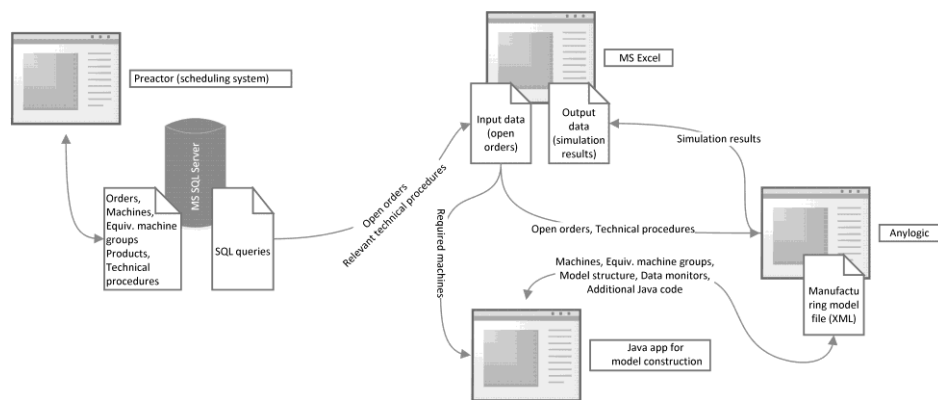 Preactor (scheduling system)
MS SQL Server
Orders,
Machines,
Equiv. machine
groups
Products,
Technical
procedures
SQL queries
Open orders
Relevant technical procedures
MS Excel
Input data
(open
orders)
Output
data
(simulation
results)
Simulation results
Required machines
Open orders, Technical procedures
Anylogic
Machines, Equiv. machine groups,
Model structure, Data monitors,
Additional Java code
Manufactu
ring model
file (XML)
Java app for
model construction